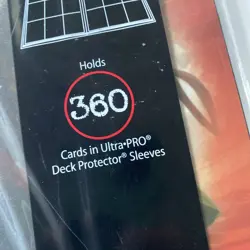 Holds
360
Cards in Ultra•PRO®
Deck Protector® Sleeves